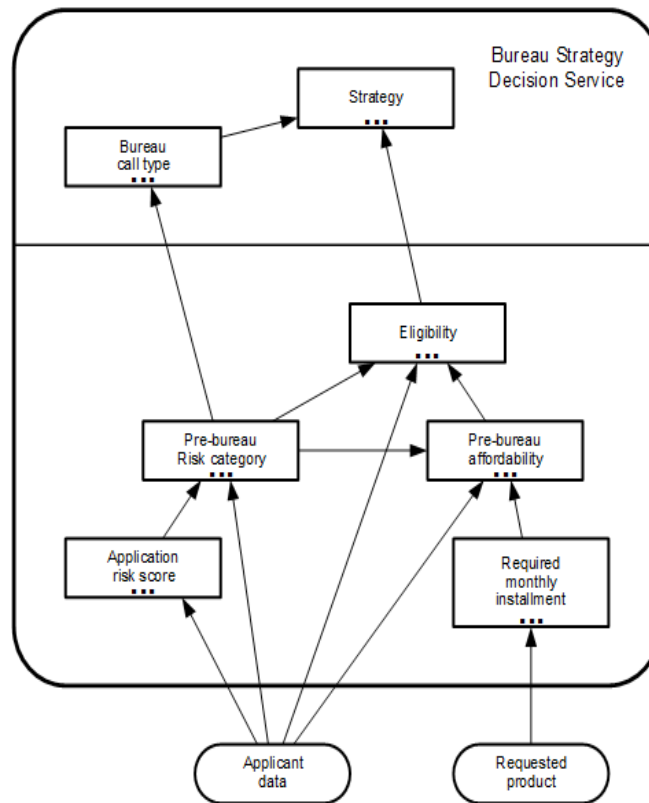 Bureau Strategy
Decision Service
Strategy
...
Bureau
call type
...
Eligibility
...
Pre-bureau
Risk category
...
Pre-bureau
affordability
...
Application
risk score
...
Required
monthly
installment
...
Applicant
data
Requested
product